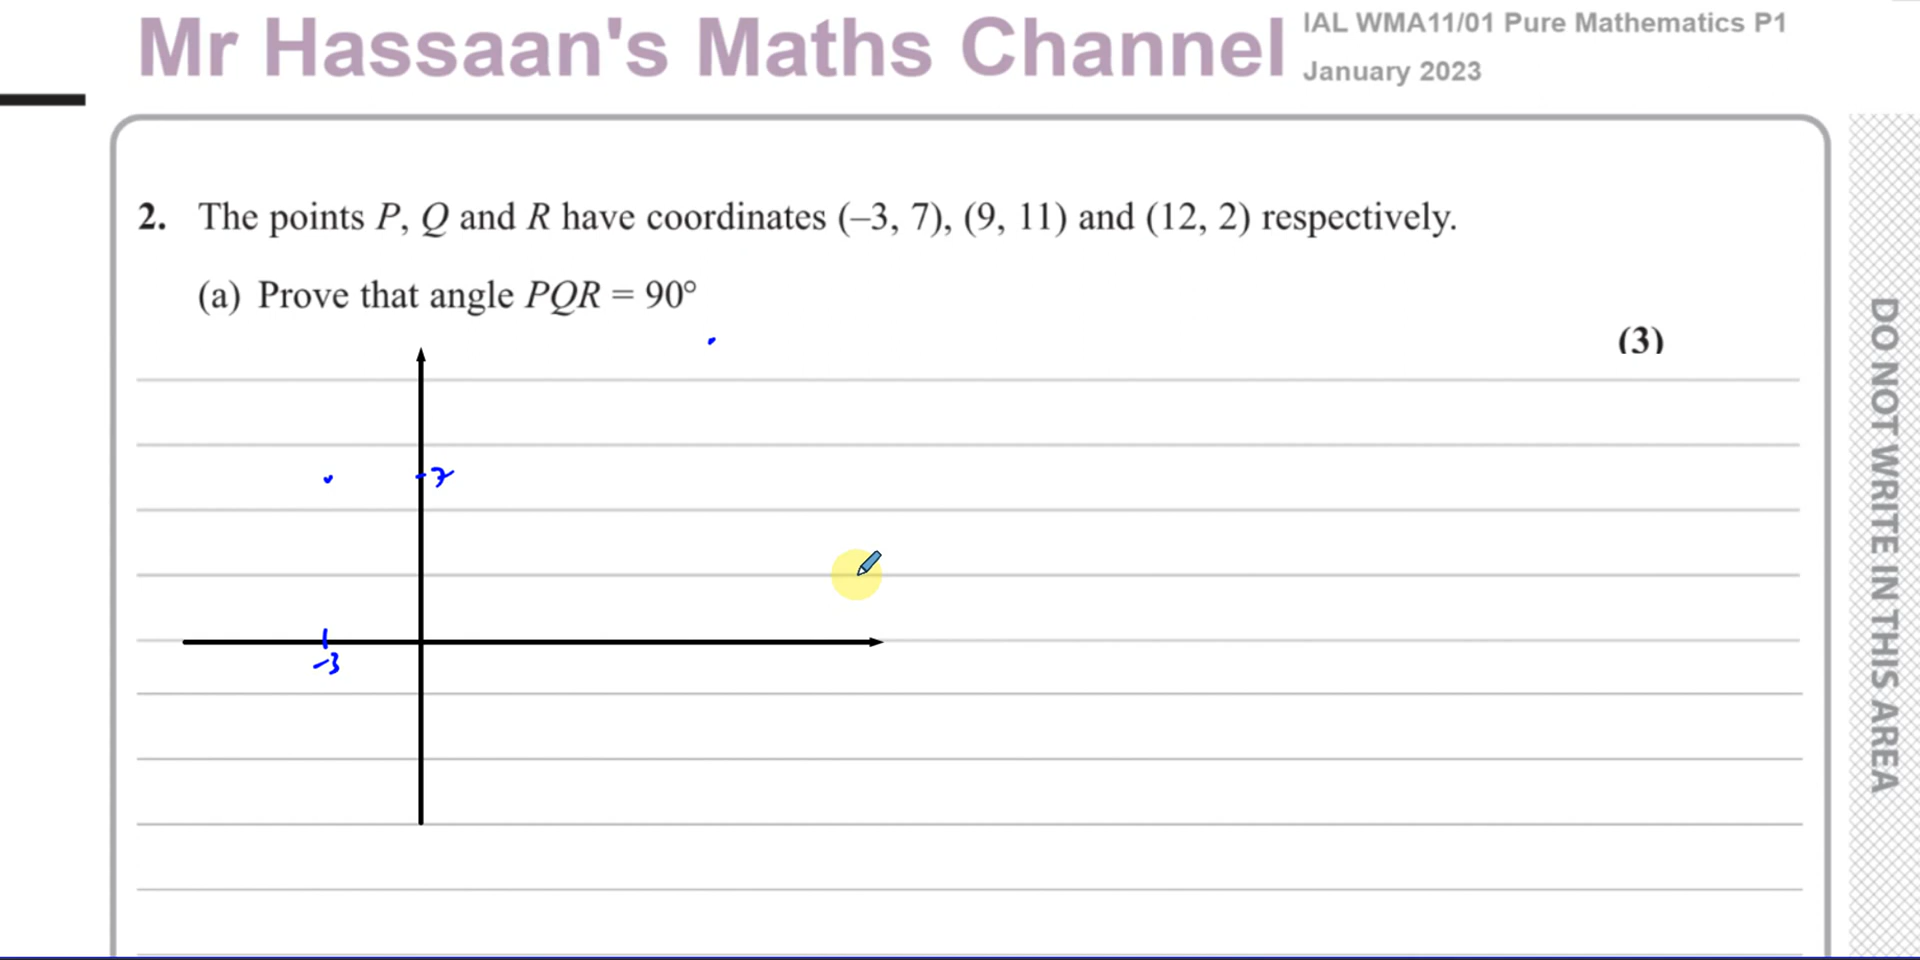 Mr Hassaan's Maths Channel
IAL WMA11/01 Pure Mathematics P1
January 2023
2. The points P, Q and R have coordinates (–3, 7), (9, 11) and (12, 2) respectively.
(a) Prove that angle PQR = 90°
(3)
7
-3
DO NOT WRITE IN THIS AREA